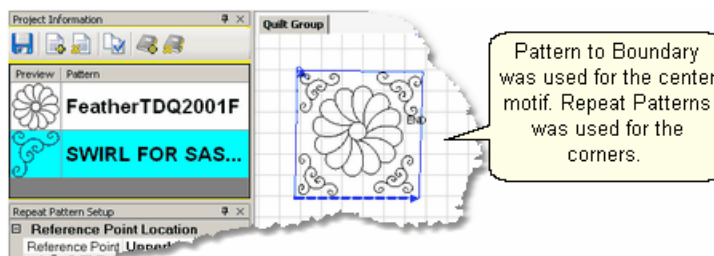 Project Information
Preview Pattern
FeatherTDQ2001F
SWIRL FOR SAS...
Repeat Pattern Setup
Reference Point Location
Reference Point
Quilt Group
END
Pattern to Boundary
was used for the center
motif. Repeat Patterns
was used for the
corners.